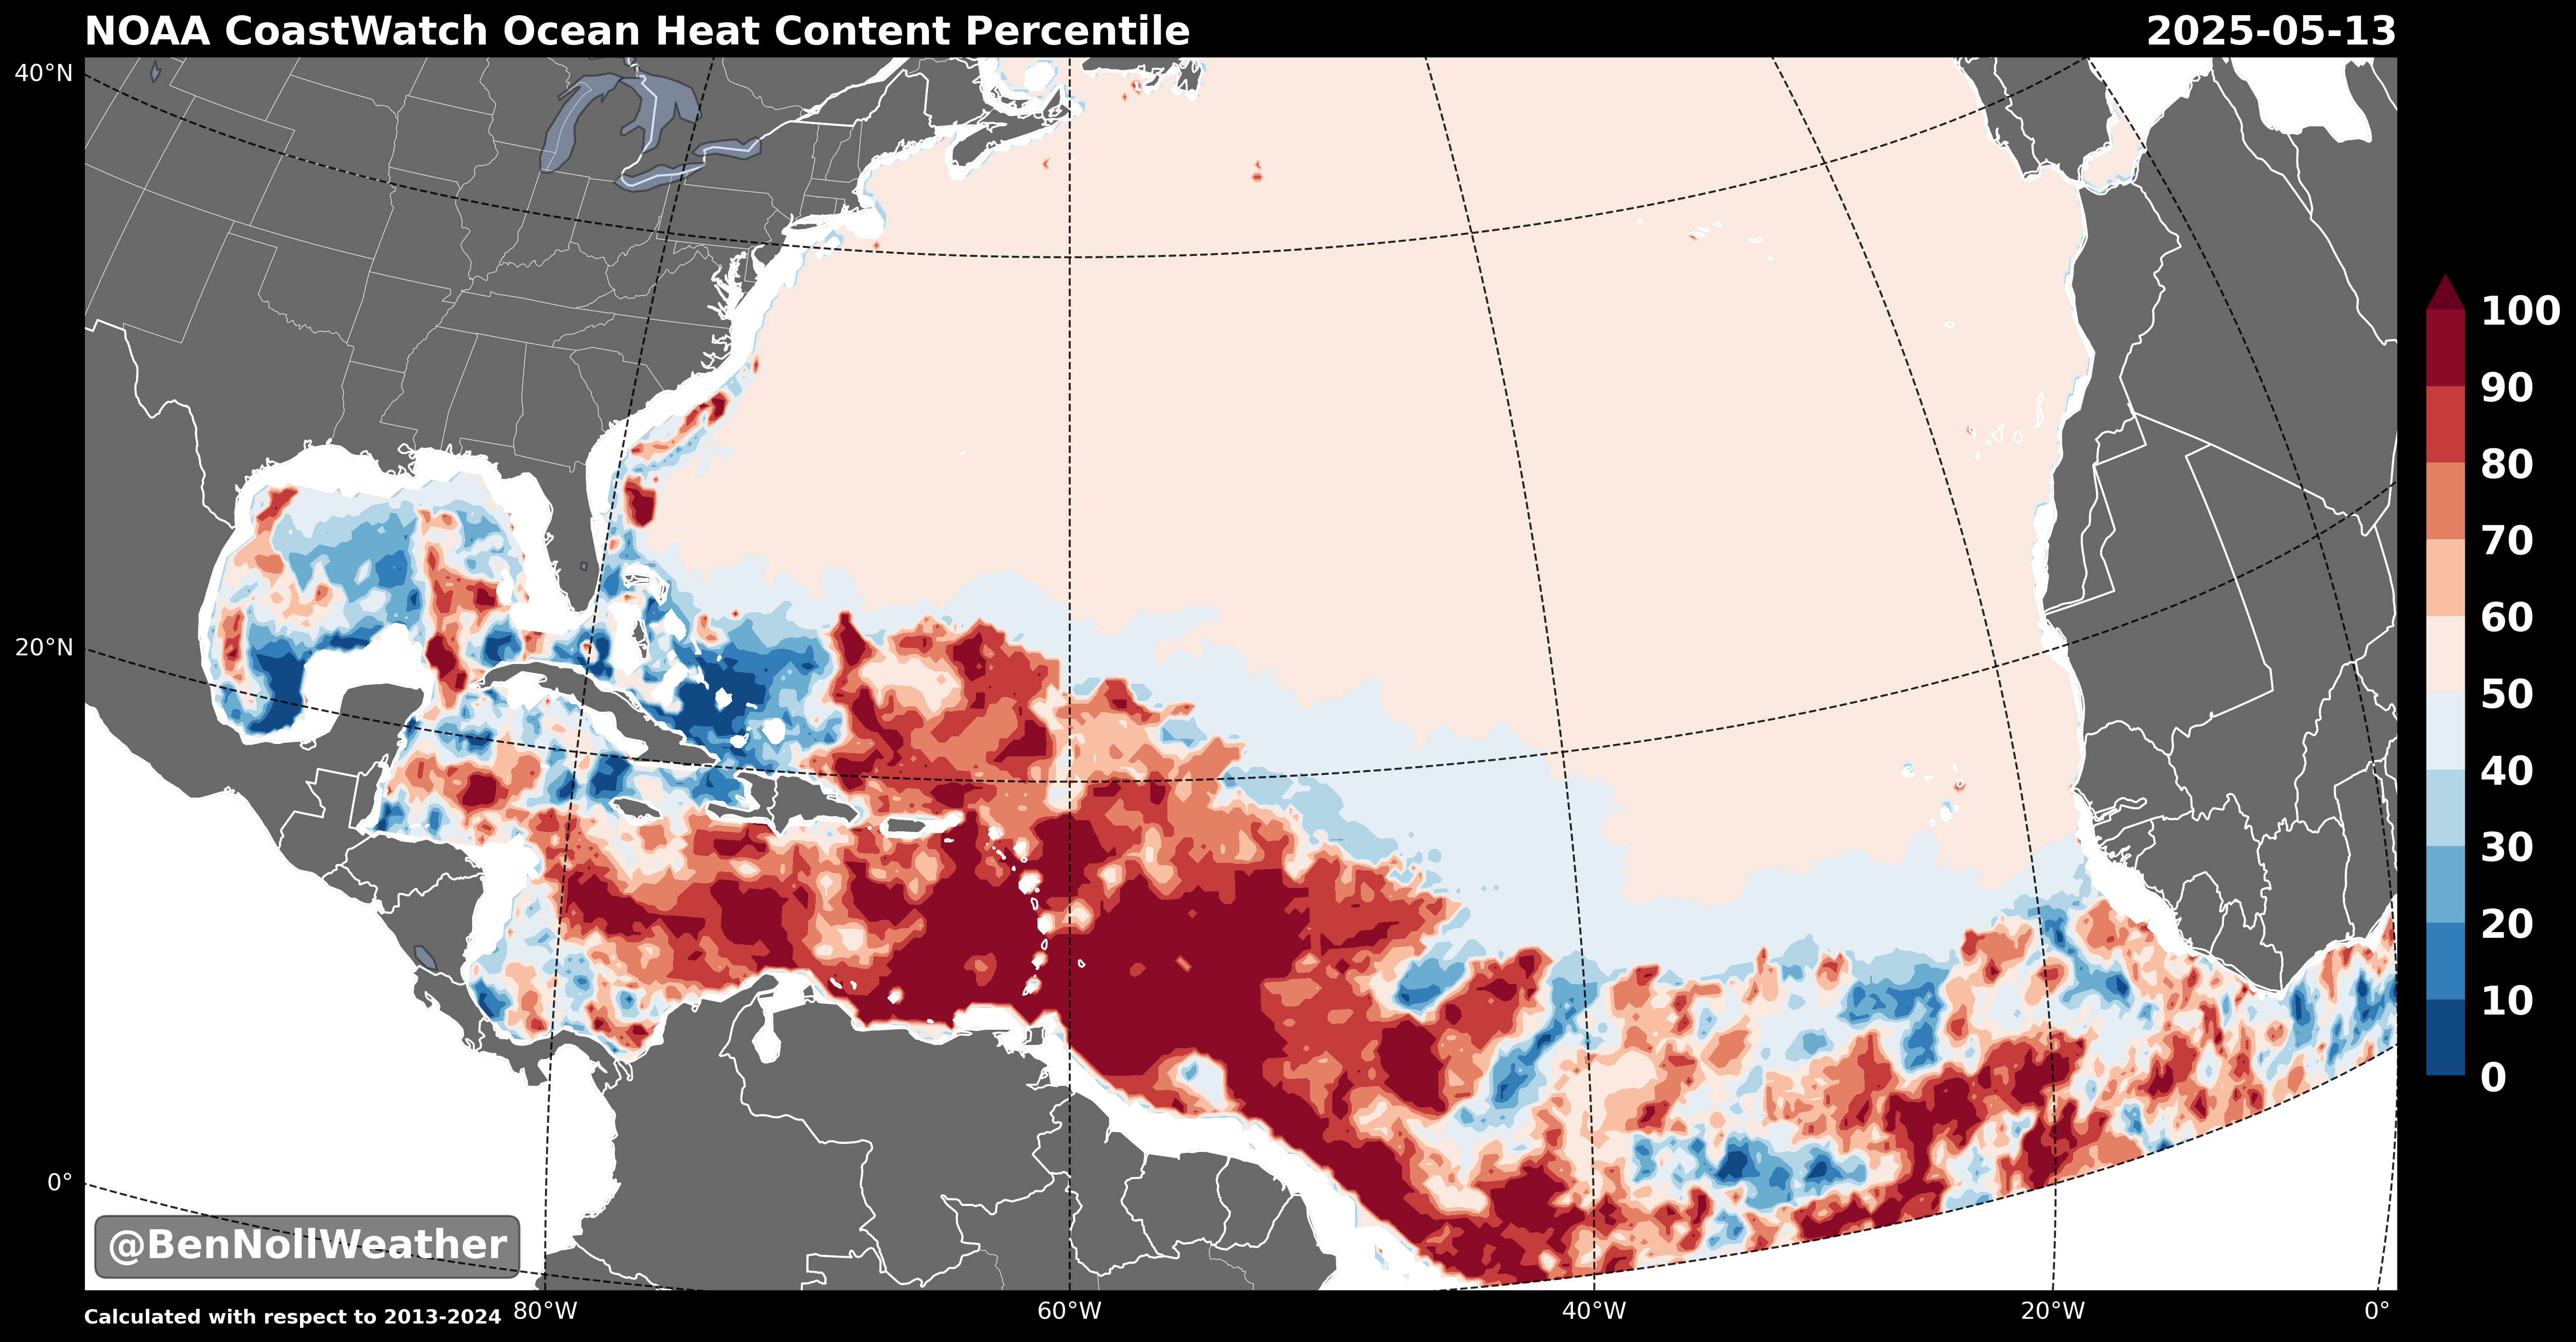 NOAA CoastWatch Ocean Heat Content Percentile 2025-05-13
40°N
20°N
0°
100
90
80
70
60
50
40
30
20
10
0
@BenNollWeather
Calculated with respect to 2013-2024
80°W 60°W 40°W 20°W 0°